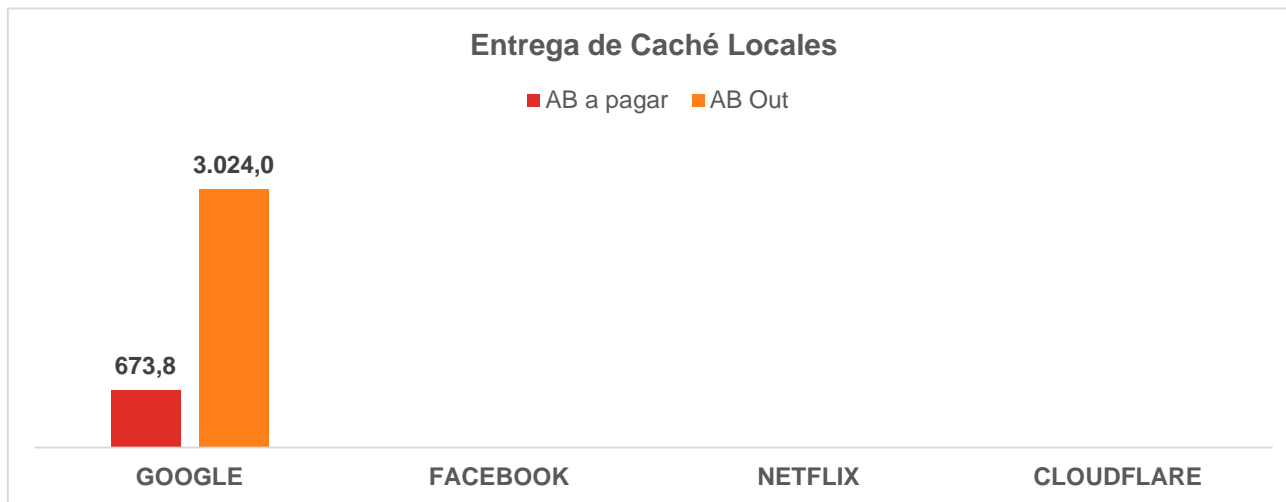 Entrega de Caché Locales
AB a pagar AB Out
3.024,0
673,8
GOOGLE FACEBOOK NETFLIX CLOUDFLARE